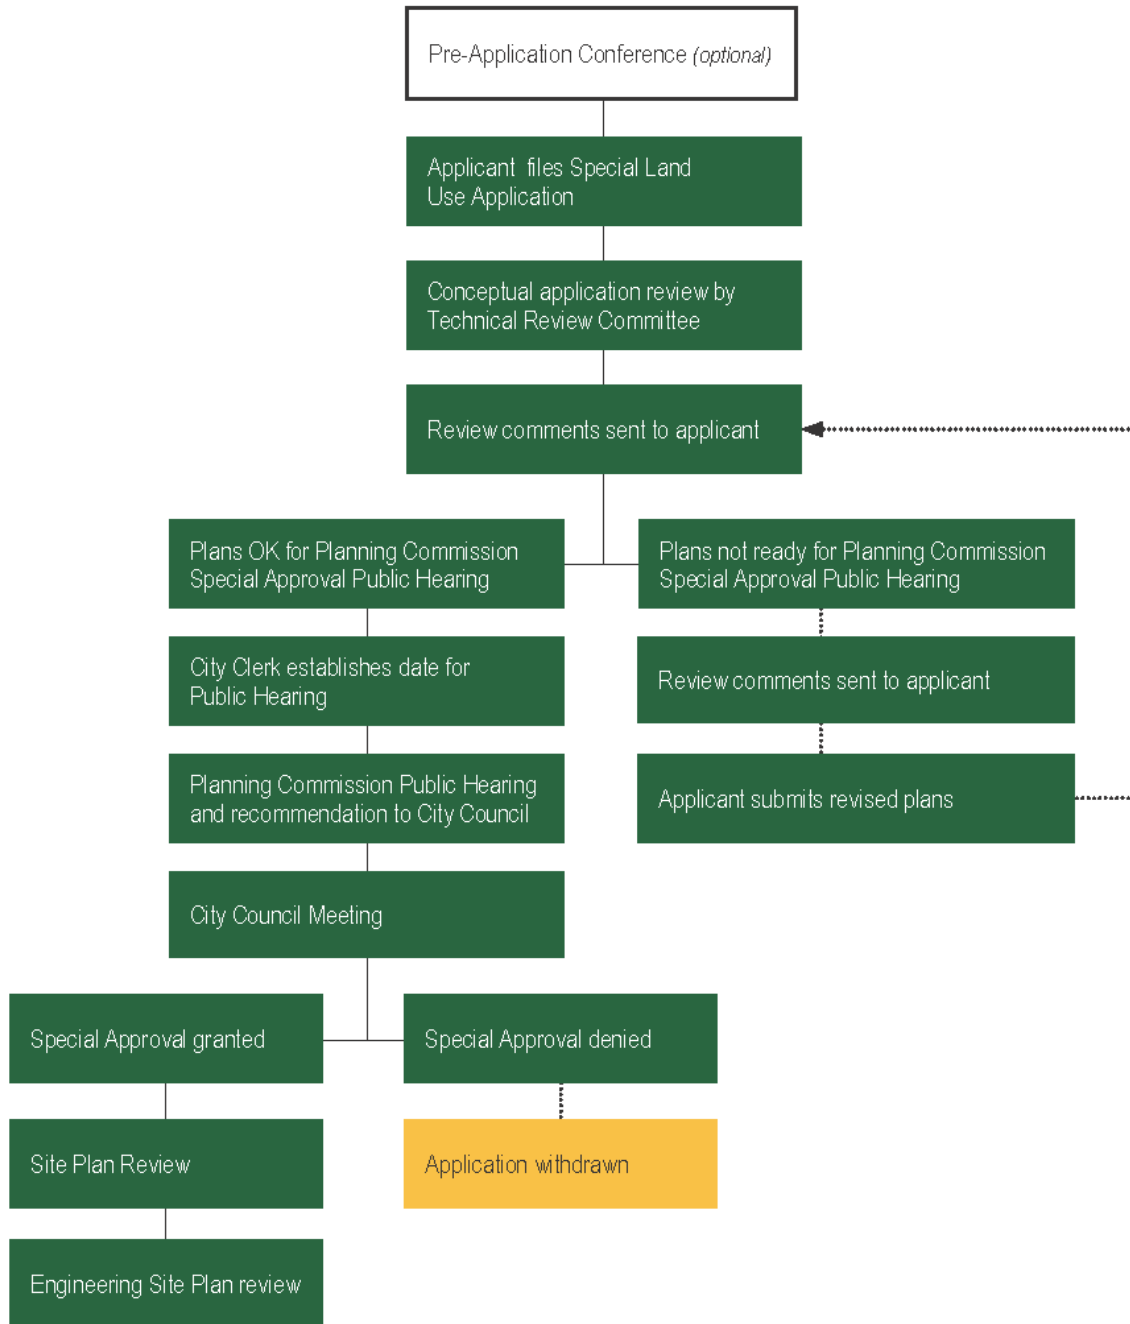 Pre-Application Conference (optional)
Applicant files Special Land
Use Application
Conceptual application review by
Technical Review Committee
Review comments sent to applicant
Plans OK for Planning Commission
Special Approval Public Hearing
Plans not ready for Planning Commission
Special Approval Public Hearing
City Clerk establishes date for
Public Hearing
Review comments sent to applicant
Planning Commission Public Hearing
and recommendation to City Council
Applicant submits revised plans
City Council Meeting
Special Approval granted
Special Approval denied
Site Plan Review
Application withdrawn
Engineering Site Plan review